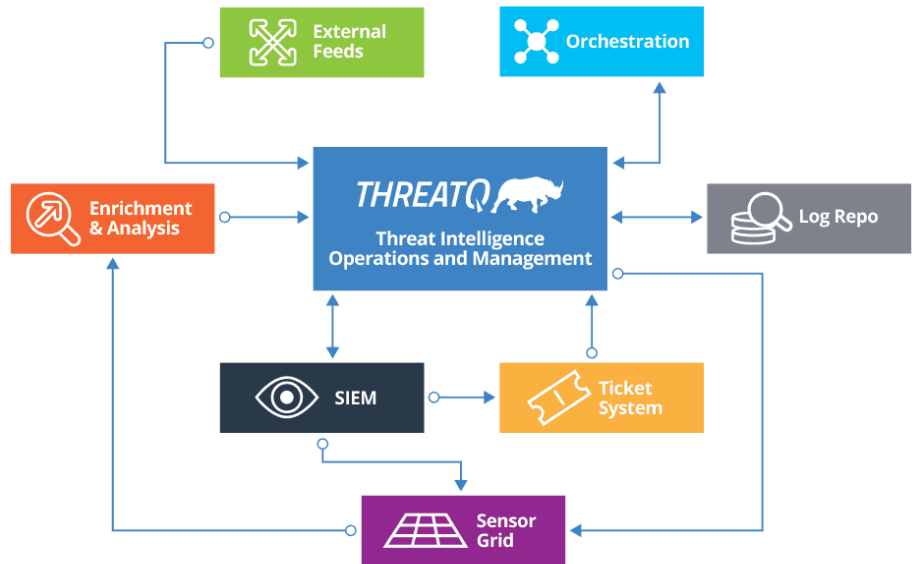 External
Feeds
Orchestration
THREATQ
Threat Intelligence
Operations and Management
Enrichment
& Analysis
Log Repo
SIEM
Ticket
System
Sensor
Grid